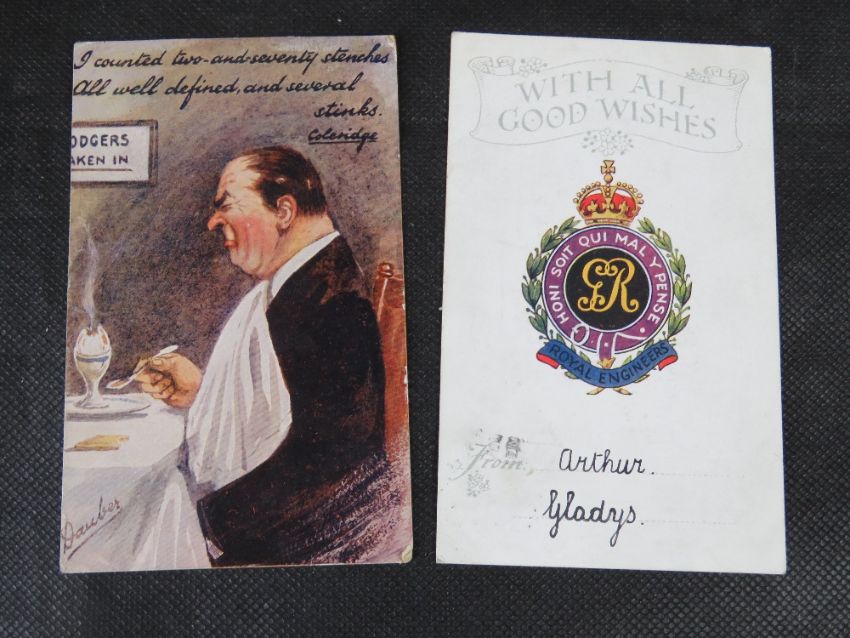 I counted two-and-seventy stenches
All well defined, and several
stinks.
Coleridge
ODGERS
AKEN IN
Dauber
WITH ALL
GOOD WISHES
HONI SOIT QUI MAL Y PENSE
GR
ROYAL ENGINEERS
From
Arthur.
Gladys.